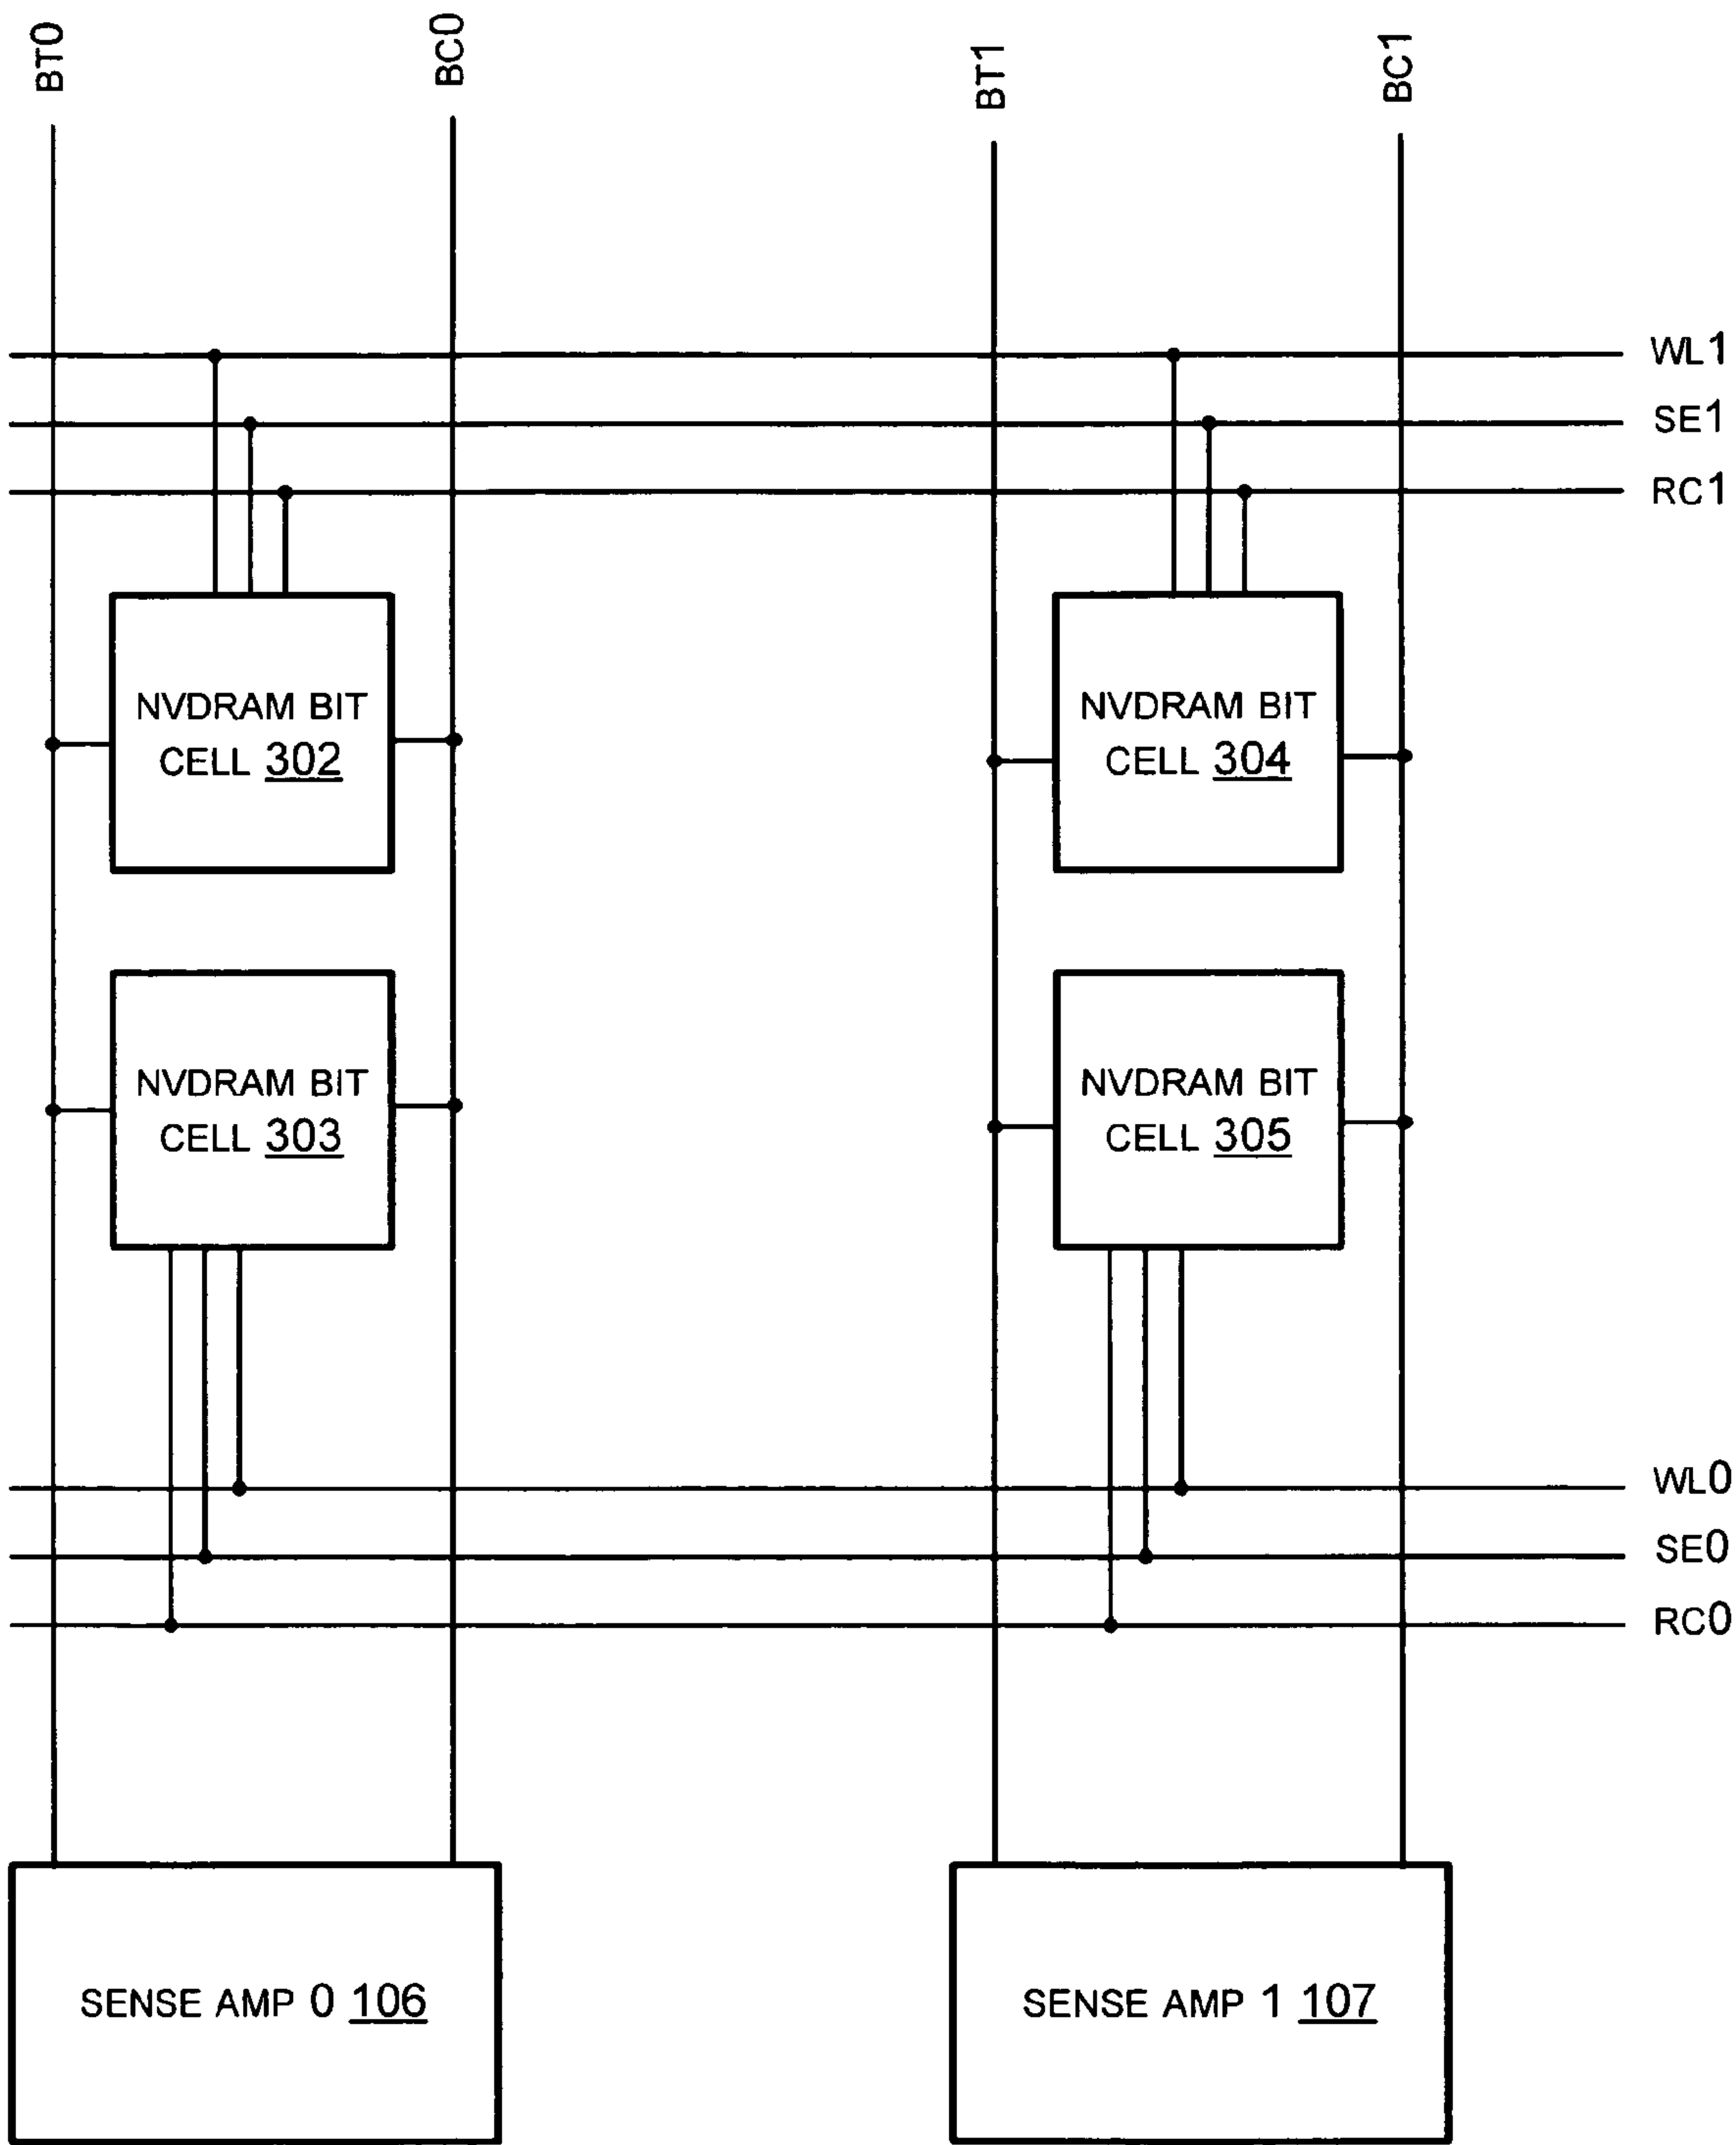 BT0
BC0
BT1
BC1
WL1
SE1
RC1
NVDRAM BIT
CELL 302
NVDRAM BIT
CELL 304
NVDRAM BIT
CELL 303
NVDRAM BIT
CELL 305
WL0
SE0
RC0
SENSE AMP 0 106
SENSE AMP 1 107